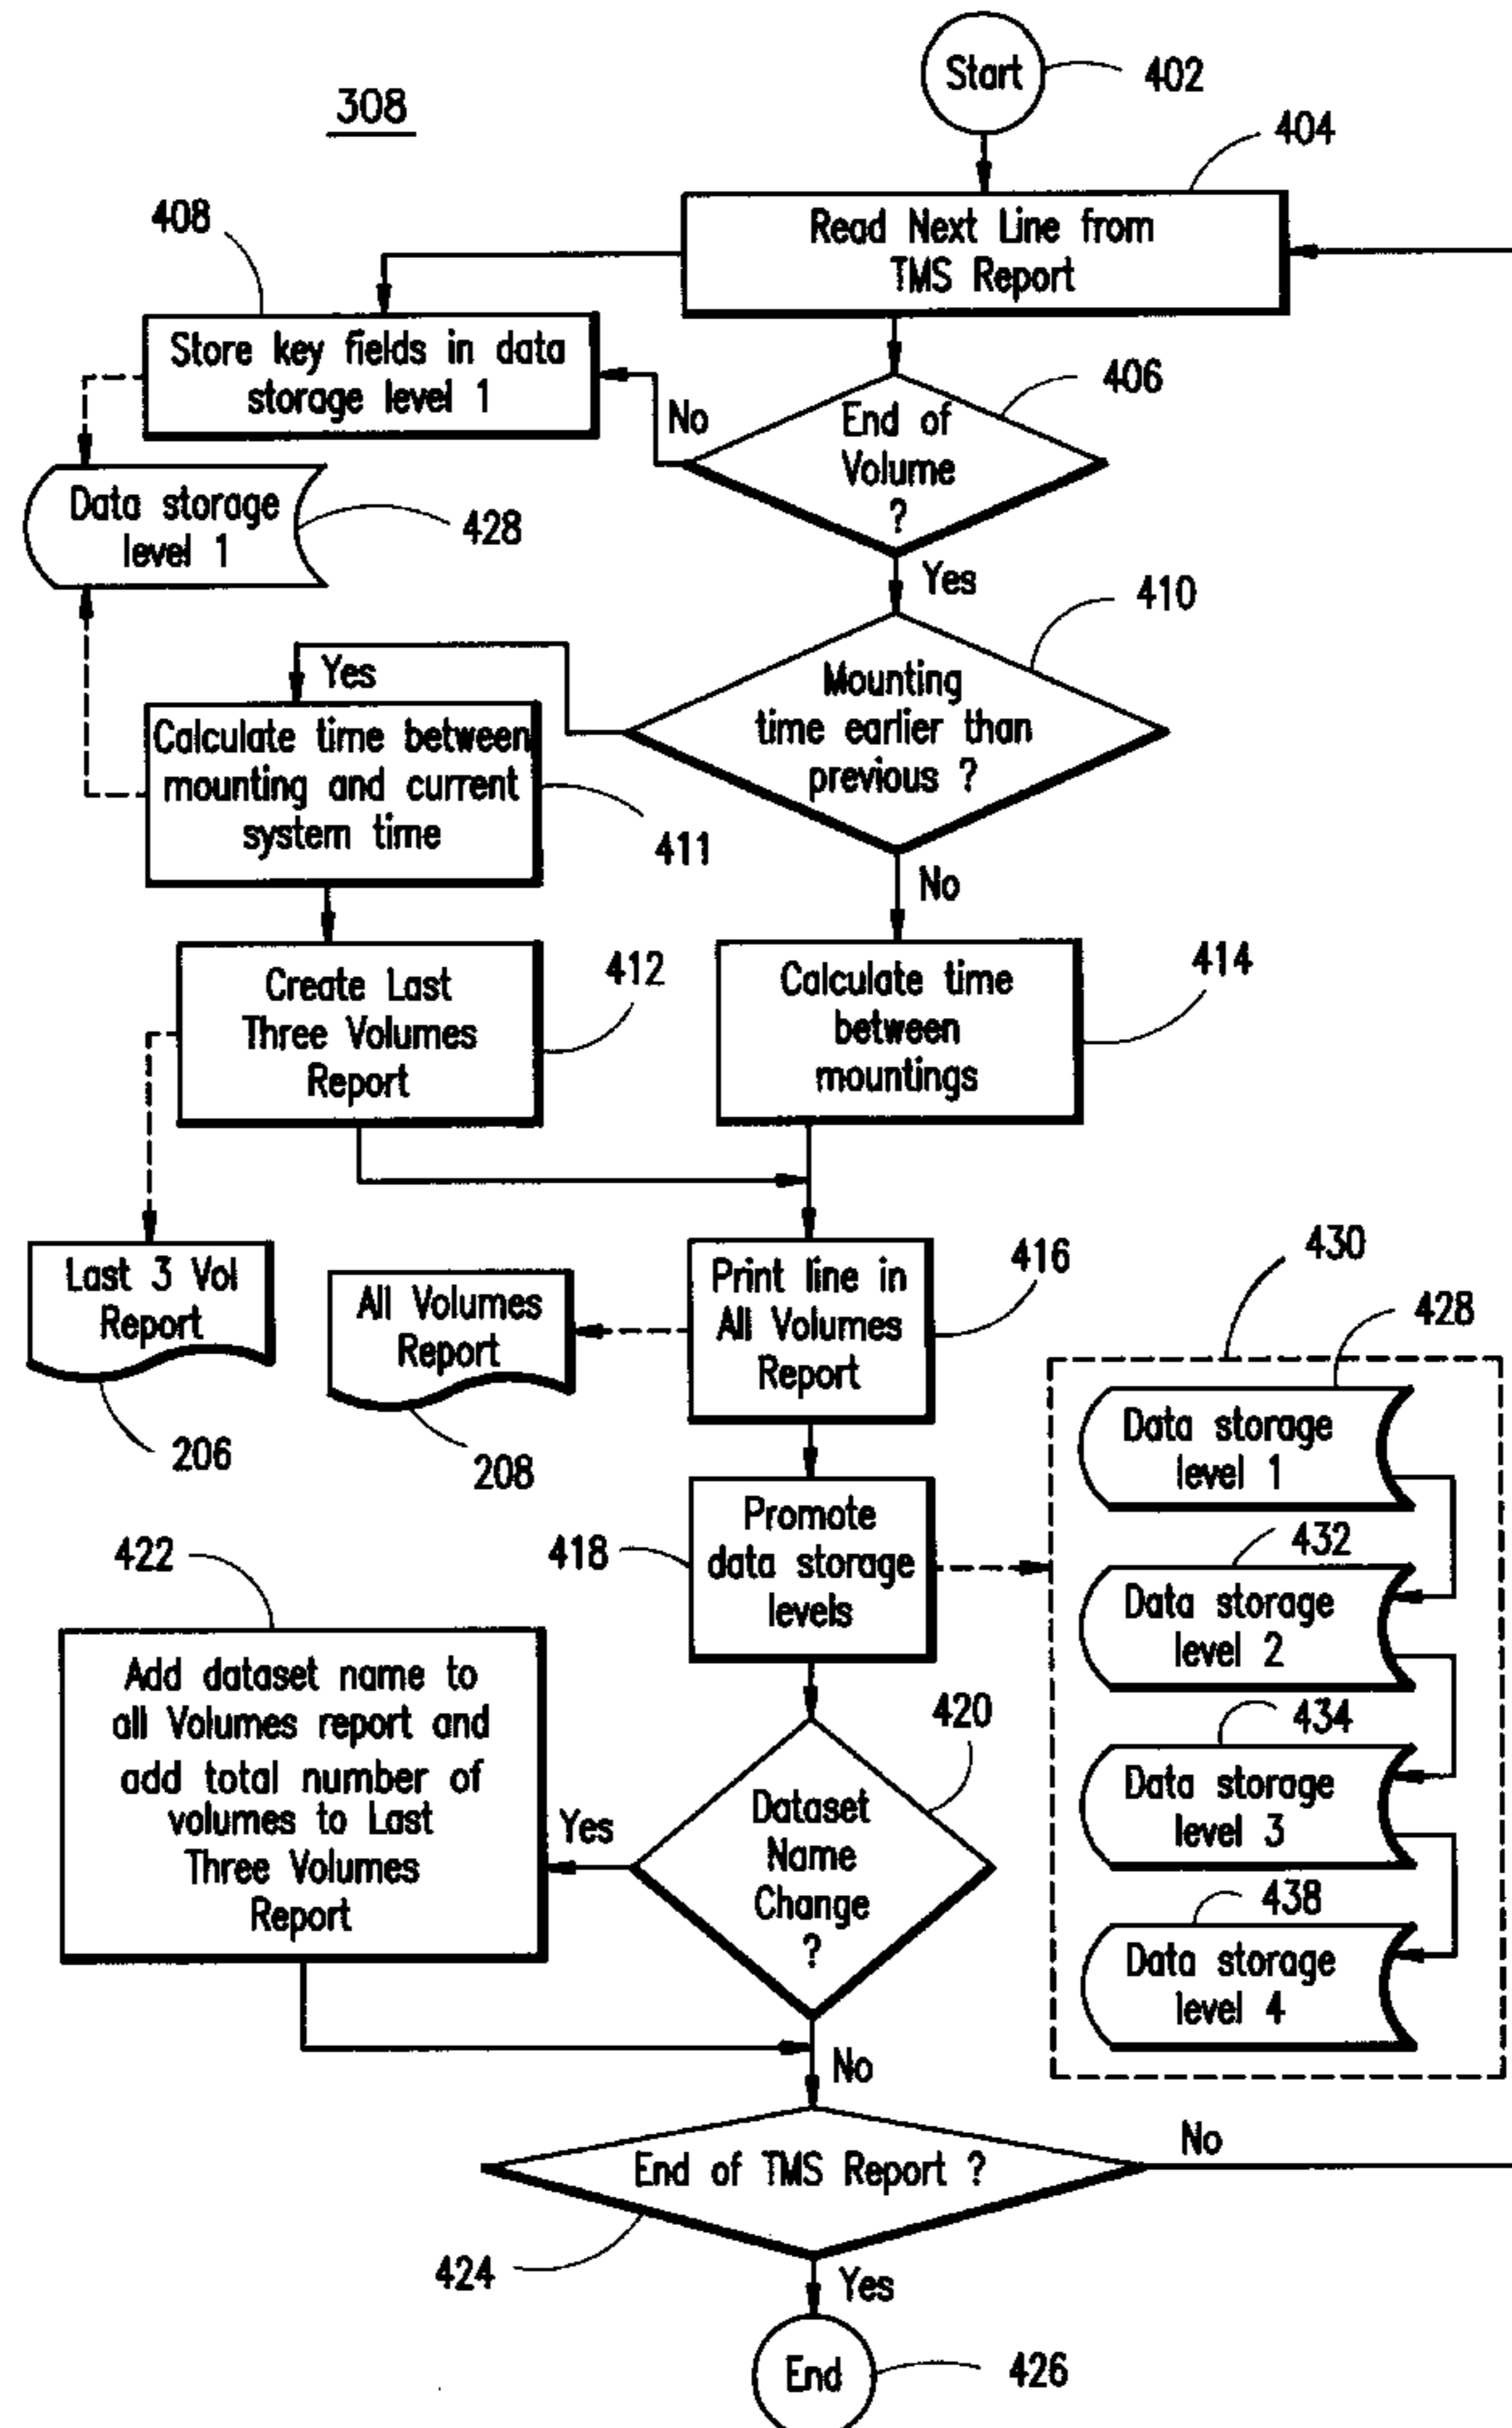 308
Start
402
404
Read Next Line from
TMS Report
408
Store key fields in data
storage level 1
406
End of
Volume
?
No
Data storage
level 1
428
Yes
410
Mounting
time earlier than
previous ?
Yes
Calculate time between
mounting and current
system time
411
No
Create Last
Three Volumes
Report
412
Calculate time
between
mountings
414
Last 3 Vol
Report
206
All Volumes
Report
208
Print line in
All Volumes
Report
416
430
428
Data storage
level 1
418
Promote
data storage
levels
432
Data storage
level 2
422
Add dataset name to
all Volumes report and
add total number of
volumes to Last
Three Volumes
Report
Yes
420
Dataset
Name
Change
?
434
Data storage
level 3
438
Data storage
level 4
No
End of TMS Report ?
No
424
Yes
End
426